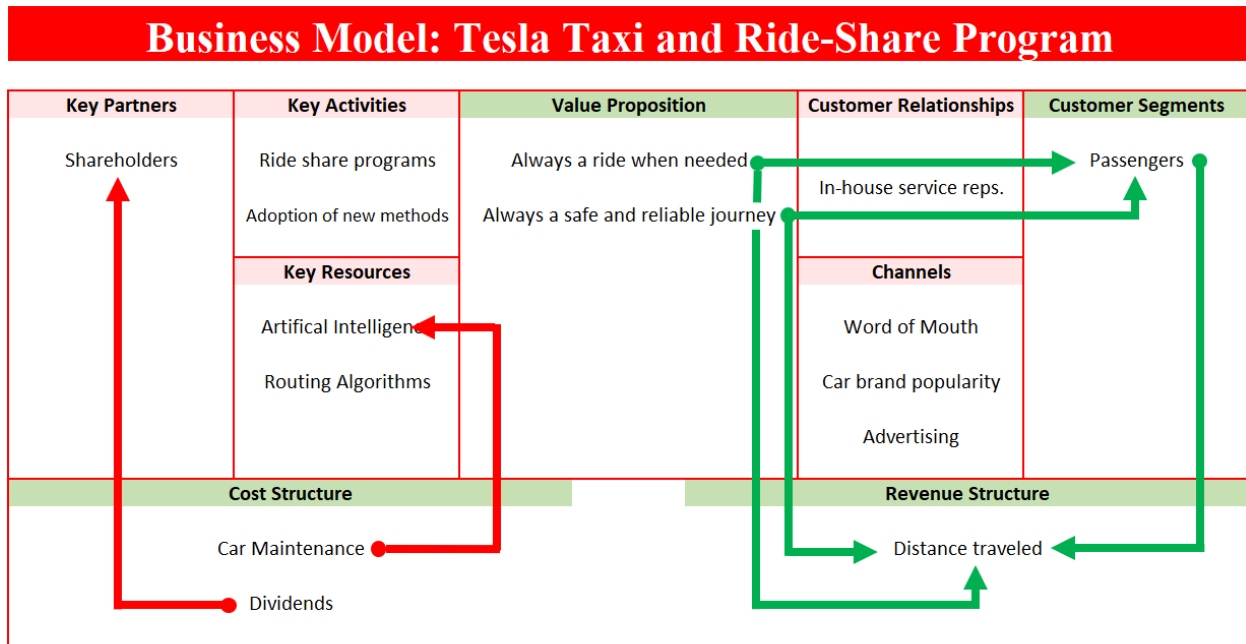 Business Model: Tesla Taxi and Ride-Share Program
Key Partners
Shareholders
Key Activities
Ride share programs
Adoption of new methods
Key Resources
Artifical Intelligenc
Routing Algorithms
Value Proposition
Always a ride when needed
Always a safe and reliable journey
Customer Relationships
In-house service reps.
Channels
Word of Mouth
Car brand popularity
Advertising
Customer Segments
Passengers
Cost Structure
Car Maintenance
Dividends
Revenue Structure
Distance traveled